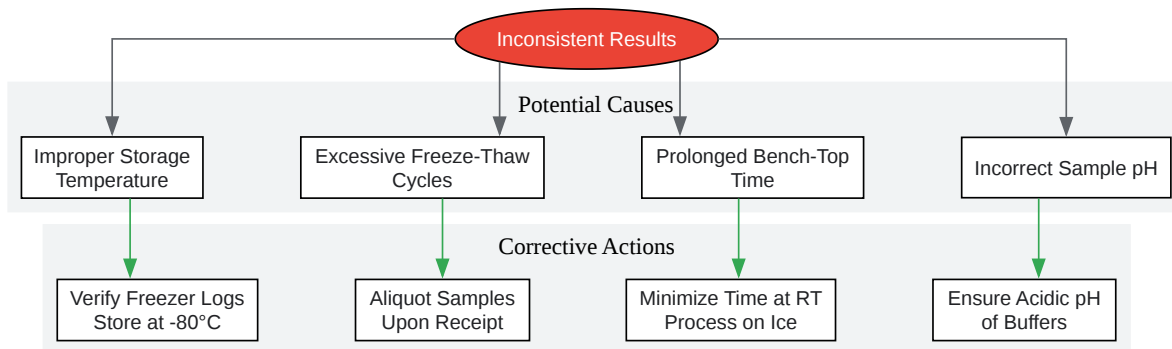 Inconsistent Results
Potential Causes
Improper Storage
Temperature
Excessive Freeze-Thaw
Cycles
Prolonged Bench-Top
Time
Incorrect Sample pH
Corrective Actions
Verify Freezer Logs
Store at -80°C
Aliquot Samples
Upon Receipt
Minimize Time at RT
Process on Ice
Ensure Acidic pH
of Buffers